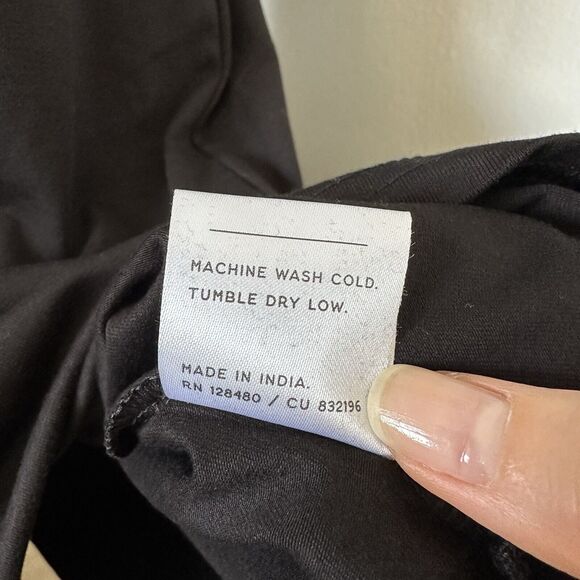 MACHINE WASH COLD.
TUMBLE DRY LOW.
MADE IN INDIA.
RN 128480 / CU 832196